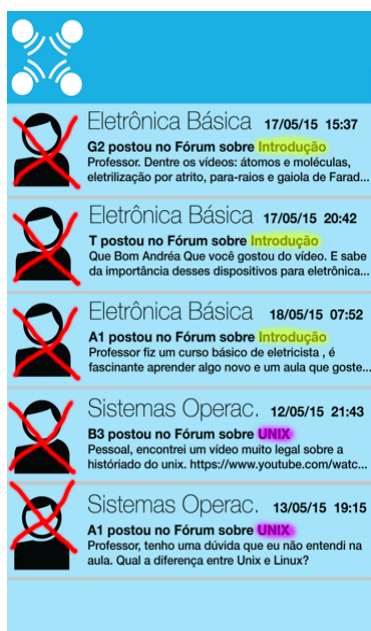 Eletrônica Básica 17/05/15 15:37
G2 postou no Fórum sobre Introdução
Professor. Dentre os vídeos: átomos e moléculas,
eletrilização por atrito, para-raios e gaiola de Farad...
Eletrônica Básica 17/05/15 20:42
T postou no Fórum sobre Introdução
Que Bom Andréa Que você gostou do vídeo. E sabe
da importância desses dispositivos para eletrônica...
Eletrônica Básica 18/05/15 07:52
A1 postou no Fórum sobre Introdução
Professor fiz um curso básico de eletricista , é
fascinante aprender algo novo e um aula que goste...
Sistemas Operac. 12/05/15 21:43
B3 postou no Fórum sobre UNIX
Pessoal, encontrei um vídeo muito legal sobre a
históriado do unix. https://www.youtube.com/watc...
Sistemas Operac. 13/05/15 19:15
A1 postou no Fórum sobre UNIX
Professor, tenho uma dúvida que eu não entendi na
aula. Qual a diferença entre Unix e Linux?